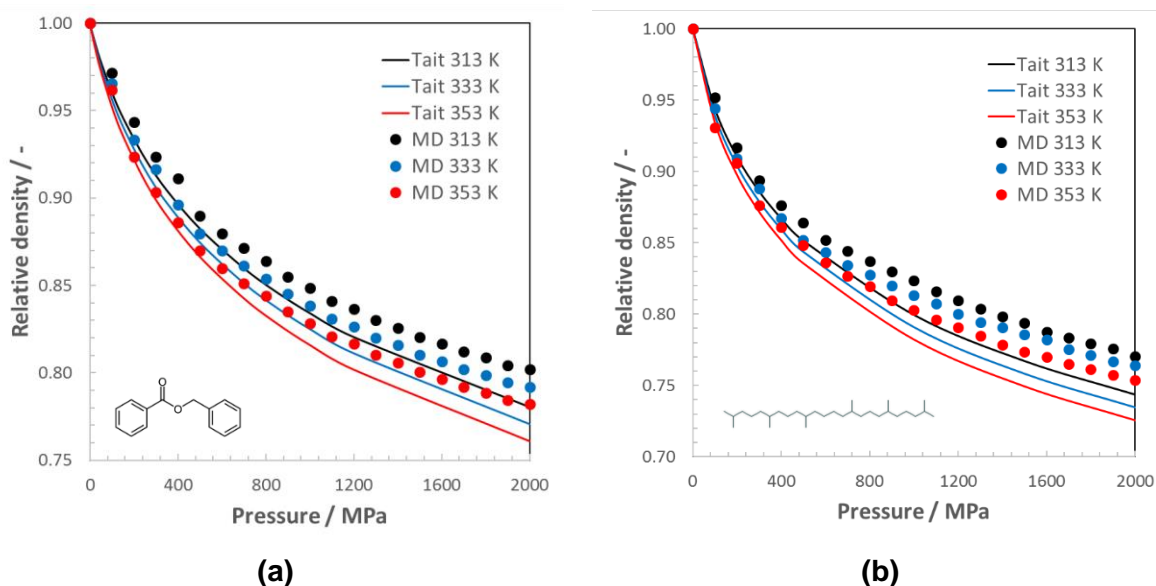 1.00
0.95
0.90
0.85
0.80
0.75
Relative density / -
Tait 313 K
Tait 333 K
Tait 353 K
MD 313 K
MD 333 K
MD 353 K
O
O
0
400
800
1200
1600
2000
Pressure / MPa
(a)
1.00
0.95
0.90
0.85
0.80
0.75
0.70
Relative density / -
Tait 313 K
Tait 333 K
Tait 353 K
MD 313 K
MD 333 K
MD 353 K
0
400
800
1200
1600
2000
Pressure / MPa
(b)